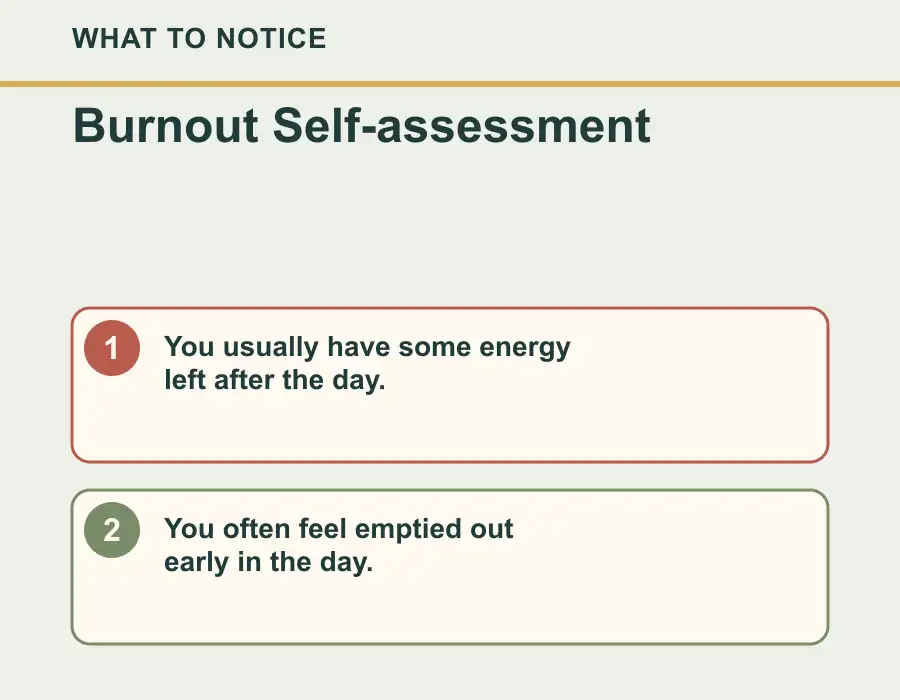 WHAT TO NOTICE
Burnout Self-assessment
1
You usually have some energy
left after the day.
2
You often feel emptied out
early in the day.